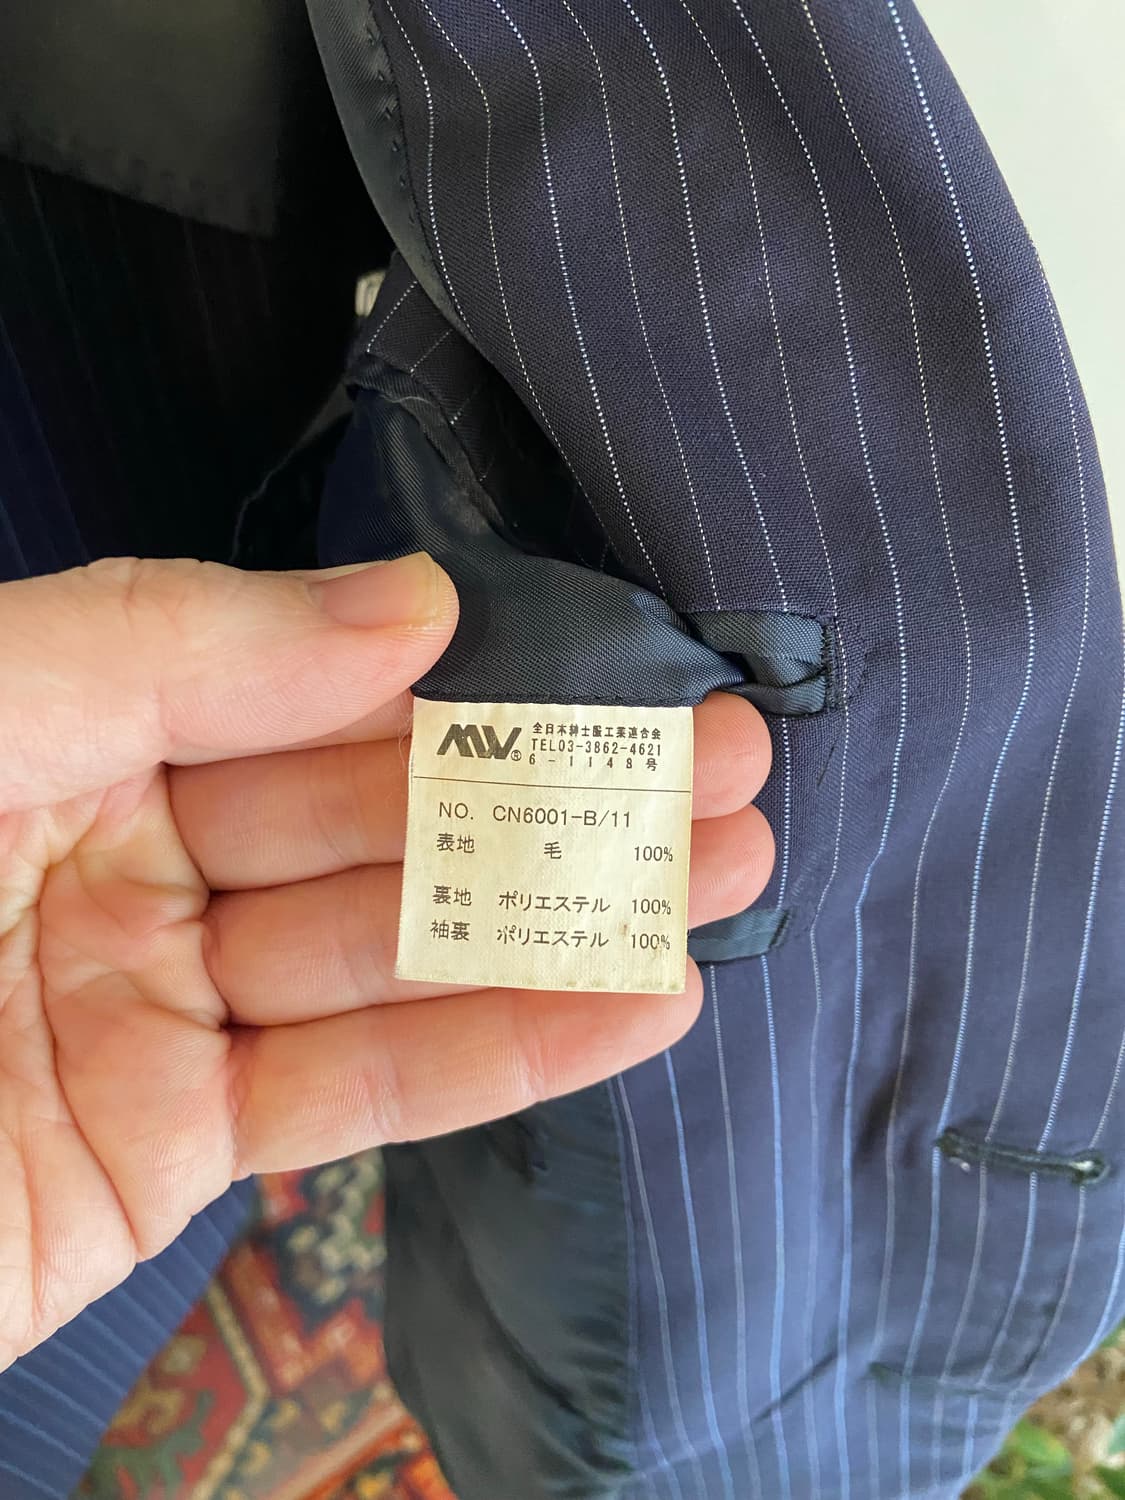 MW® 全日本紳士服工業連合会
TEL03-3862-4621
6-1148号
NO. CN6001-B/11
表地 毛 100%
裏地 ポリエステル 100%
袖裏 ポリエステル 100%